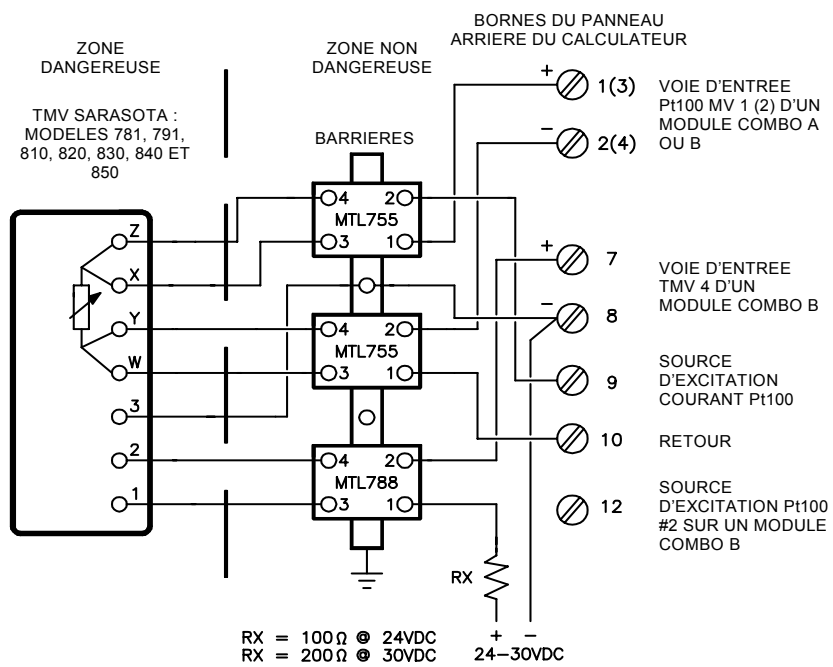 BORNES DU PANNEAU
ARRIERE DU CALCULATEUR
ZONE
DANGEREUSE
ZONE NON
DANGEREUSE
TMV SARASOTA :
MODELES 781, 791,
810, 820, 830, 840 ET
850
BARRIERES
+ 1(3)
- 2(4)
VOIE D'ENTREE
Pt100 MV 1 (2) D'UN
MODULE COMBO A
OU B
Z
X
Y
W
3
2
1
4 2
MTL755
3 1
4 2
MTL755
3 1
4 2
MTL788
3 1
+ 7
- 8
VOIE D'ENTREE
TMV 4 D'UN
MODULE COMBO B
9
SOURCE
D'EXCITATION
COURANT Pt100
10
RETOUR
12
SOURCE
D'EXCITATION Pt100
#2 SUR UN MODULE
COMBO B
RX
+ -
24-30VDC
RX = 100Ω @ 24VDC
RX = 200Ω @ 30VDC